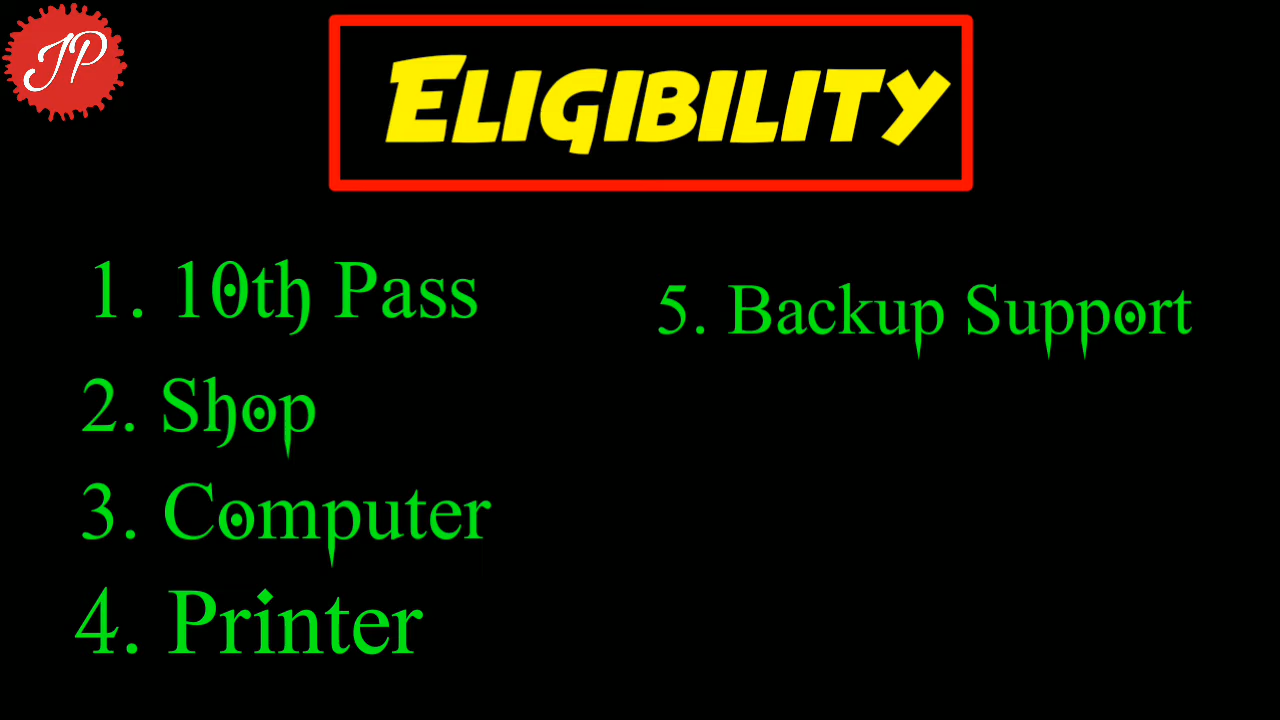 JP
Eligibility
1. 10th Pass
2. Shop
3. Computer
4. Printer
5. Backup Support